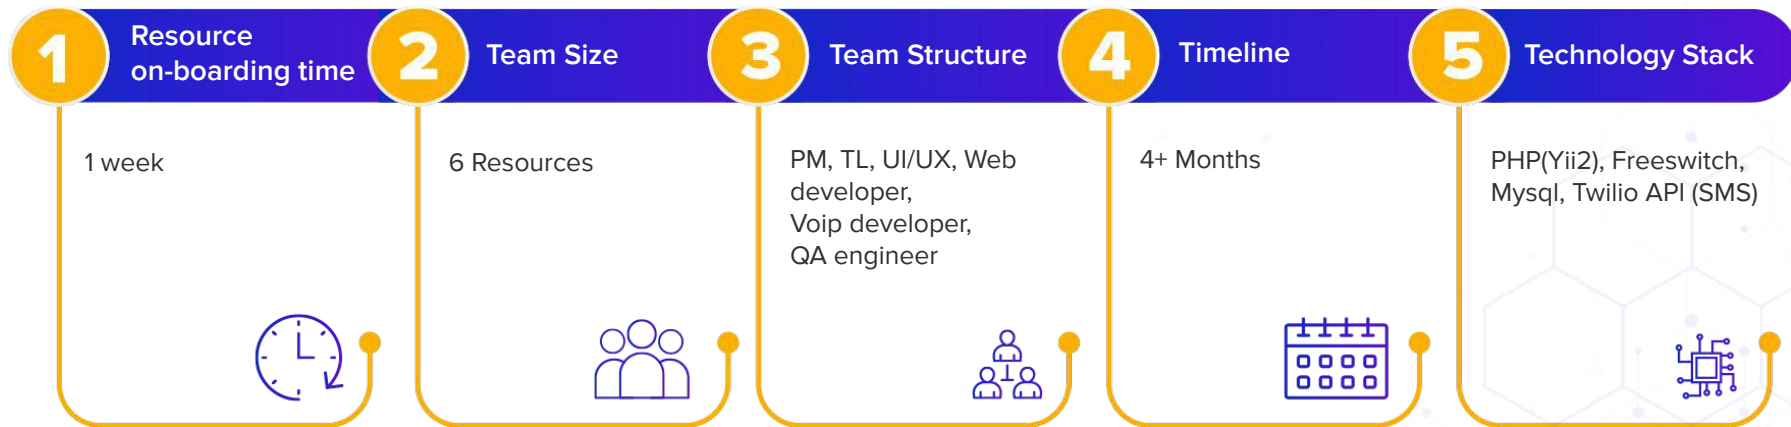 1
Resource
on-boarding time
1 week
2
Team Size
6 Resources
3
Team Structure
PM, TL, UI/UX, Web
developer,
Voip developer,
QA engineer
4
Timeline
4+ Months
5
Technology Stack
PHP(Yii2), Freeswitch,
Mysql, Twilio API (SMS)